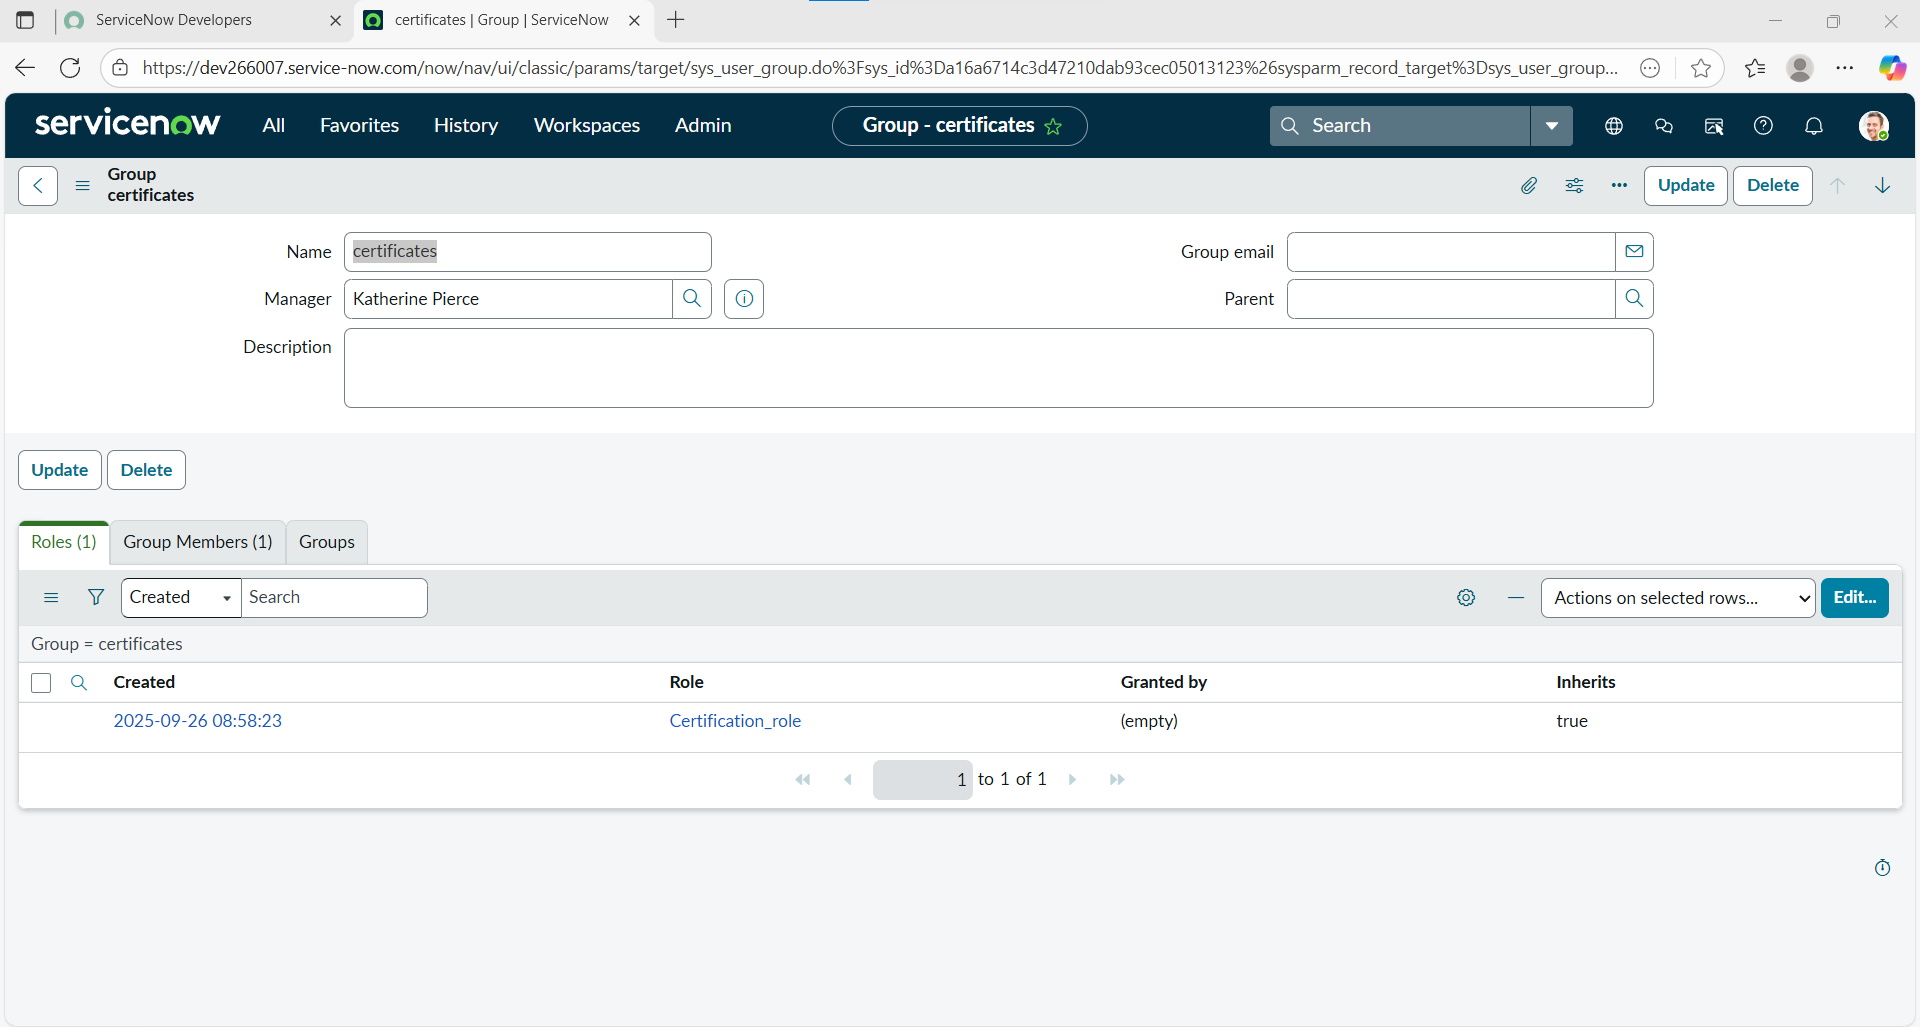 ServiceNow Developers
certificates | Group | ServiceNow
https://dev266007.service-now.com/now/nav/ui/classic/params/target/sys_user_group.do%3Fsys_id%3Da16a6714c3d47210dab93cec05013123%26sysparm_record_target%3Dsys_user_group...
servicenow
All
Favorites
History
Workspaces
Admin
Group - certificates
Search
Group
certificates
Update
Delete
Name
certificates
Group email
Manager
Katherine Pierce
Parent
Description
Update
Delete
Roles (1)
Group Members (1)
Groups
Created
Search
Actions on selected rows...
Edit...
Group = certificates
Created
Role
Granted by
Inherits
2025-09-26 08:58:23
Certification_role
(empty)
true
1 to 1 of 1